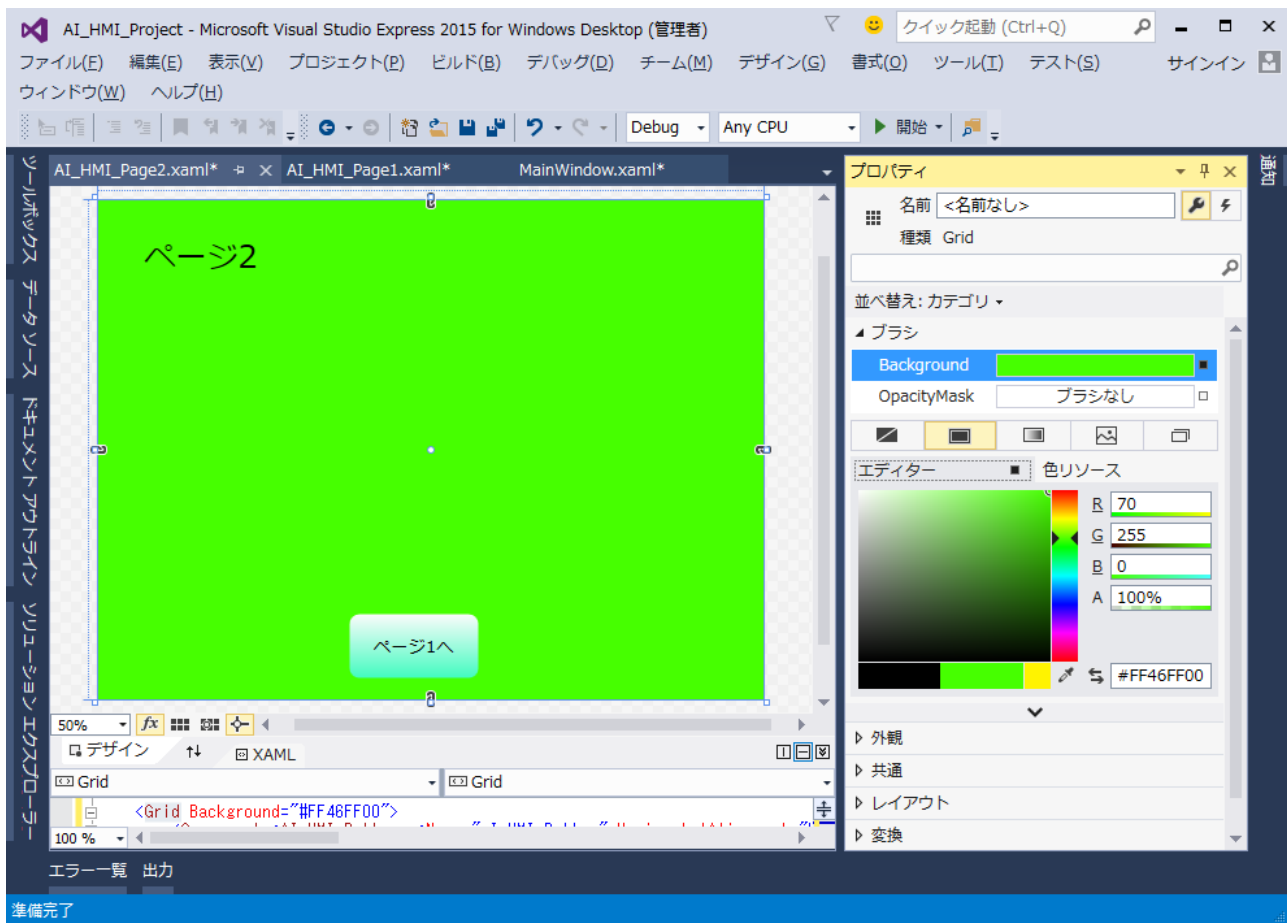 AI_HMI_Project - Microsoft Visual Studio Express 2015 for Windows Desktop (管理者)
クイック起動 (Ctrl+Q)
ファイル(F) 編集(E) 表示(V) プロジェクト(P) ビルド(B) デバッグ(D) チーム(M) デザイン(G) 書式(O) ツール(T) テスト(S) サインイン
ウィンドウ(W) ヘルプ(H)
Debug Any CPU 開始
ツールボックス
データ ソース
ドキュメント アウトライン
ソリューション エクスプローラー
AI_HMI_Page2.xaml* AI_HMI_Page1.xaml* MainWindow.xaml*
ページ2
ページ1へ
50% fx
デザイン XAML
Grid Grid
<Grid Background="#FF46FF00">
100 %
プロパティ
名前 <名前なし>
種類 Grid
並べ替え: カテゴリ
ブラシ
Background
OpacityMask ブラシなし
エディター 色リソース
R 70
G 255
B 0
A 100%
#FF46FF00
外観
共通
レイアウト
変換
通知
エラー一覧 出力
準備完了